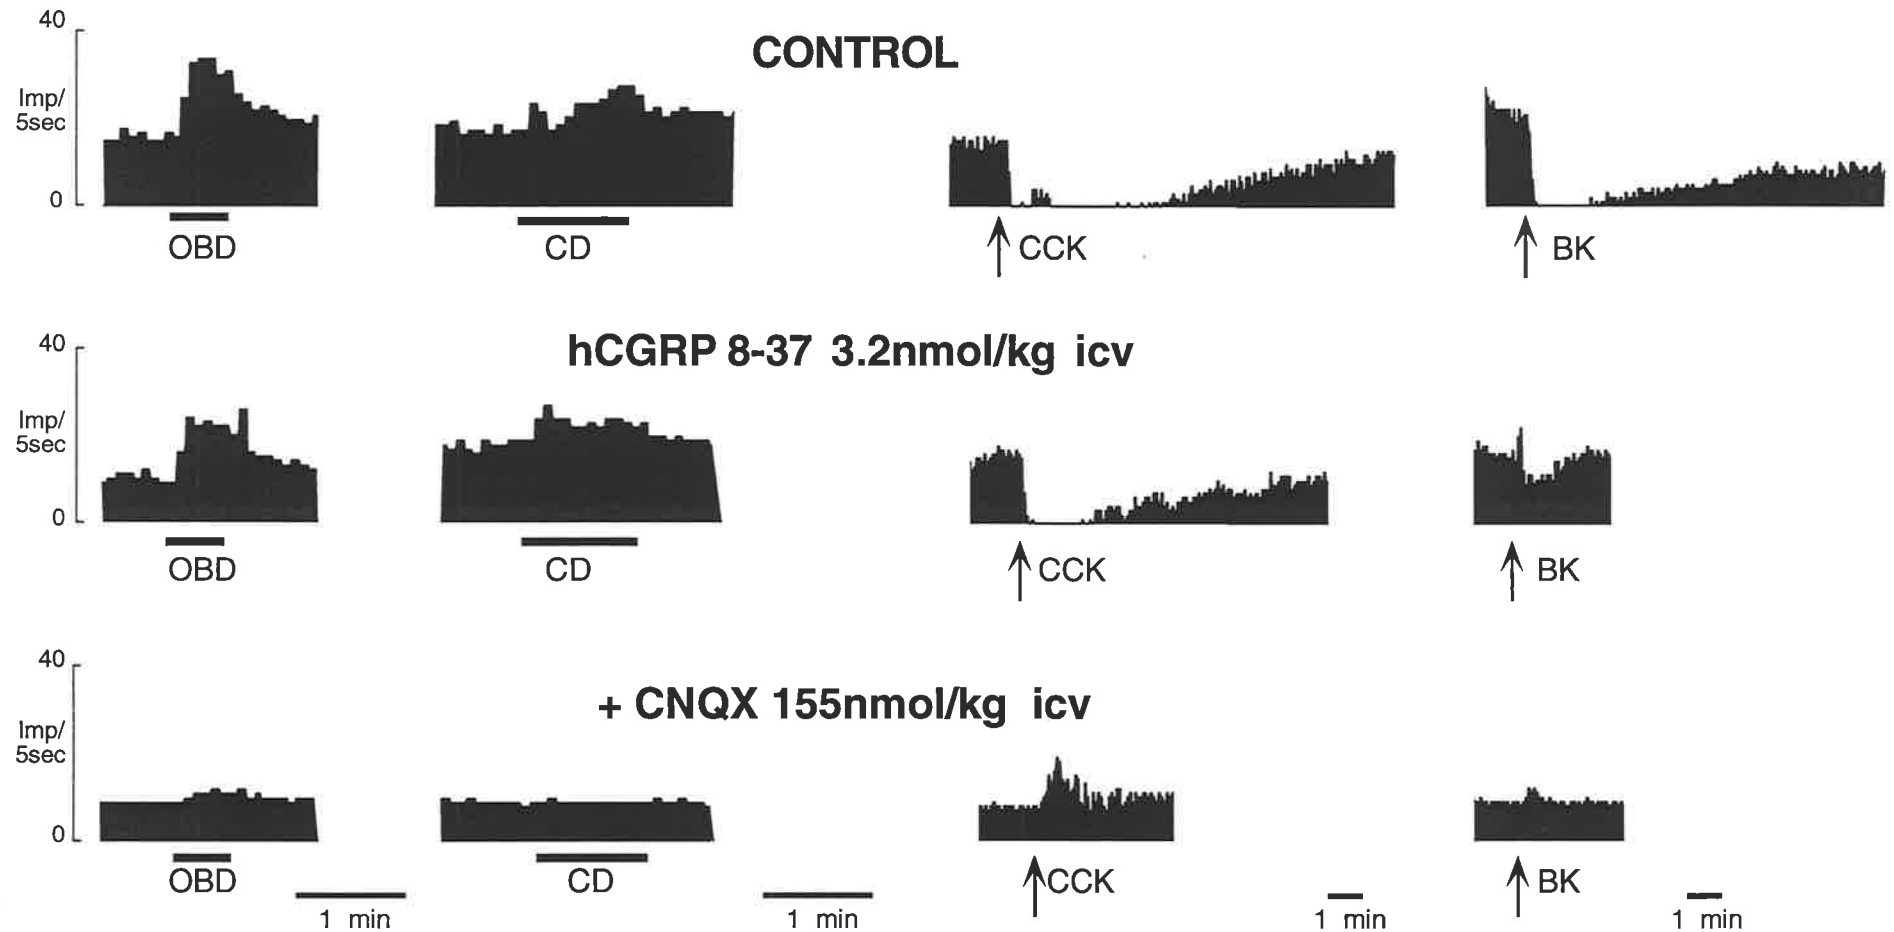 40
CONTROL
Imp/
5sec
0
OBD
CD
CCK
BK
40
hCGRP 8-37 3.2nmol/kg icv
Imp/
5sec
0
OBD
CD
CCK
BK
40
+ CNQX 155nmol/kg icv
Imp/
5sec
0
OBD
CD
CCK
BK
1 min
1 min
1 min
1 min